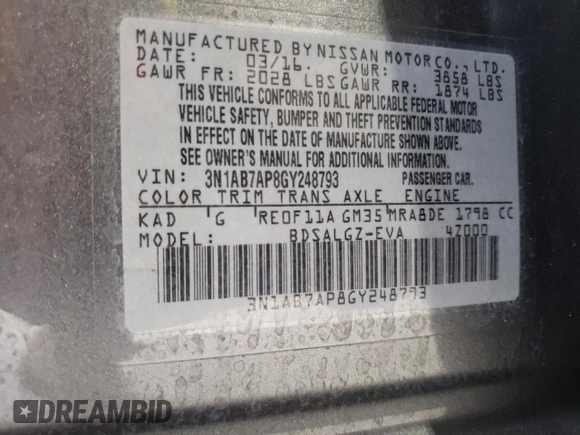 MANUFACTURED BY NISSAN MOTOR CO., LTD.
DATE: 03/16. GVWR: 3858 LBS
GAWR FR: 2028 LBS GAWR RR: 1874 LBS
THIS VEHICLE CONFORMS TO ALL APPLICABLE FEDERAL MOTOR
VEHICLE SAFETY, BUMPER AND THEFT PREVENTION STANDARDS
IN EFFECT ON THE DATE OF MANUFACTURE SHOWN ABOVE.
SEE OWNER'S MANUAL FOR ADDITIONAL INFORMATION.
VIN: 3N1AB7AP8GY248793 PASSENGER CAR.
COLOR TRIM TRANS AXLE ENGINE
KAD G RE0F11A GM35 MRA8DE 1798 CC
MODEL: BDSALGZ-EVA 4Z000
3N1AB7AP8GY248793
DREAMBID